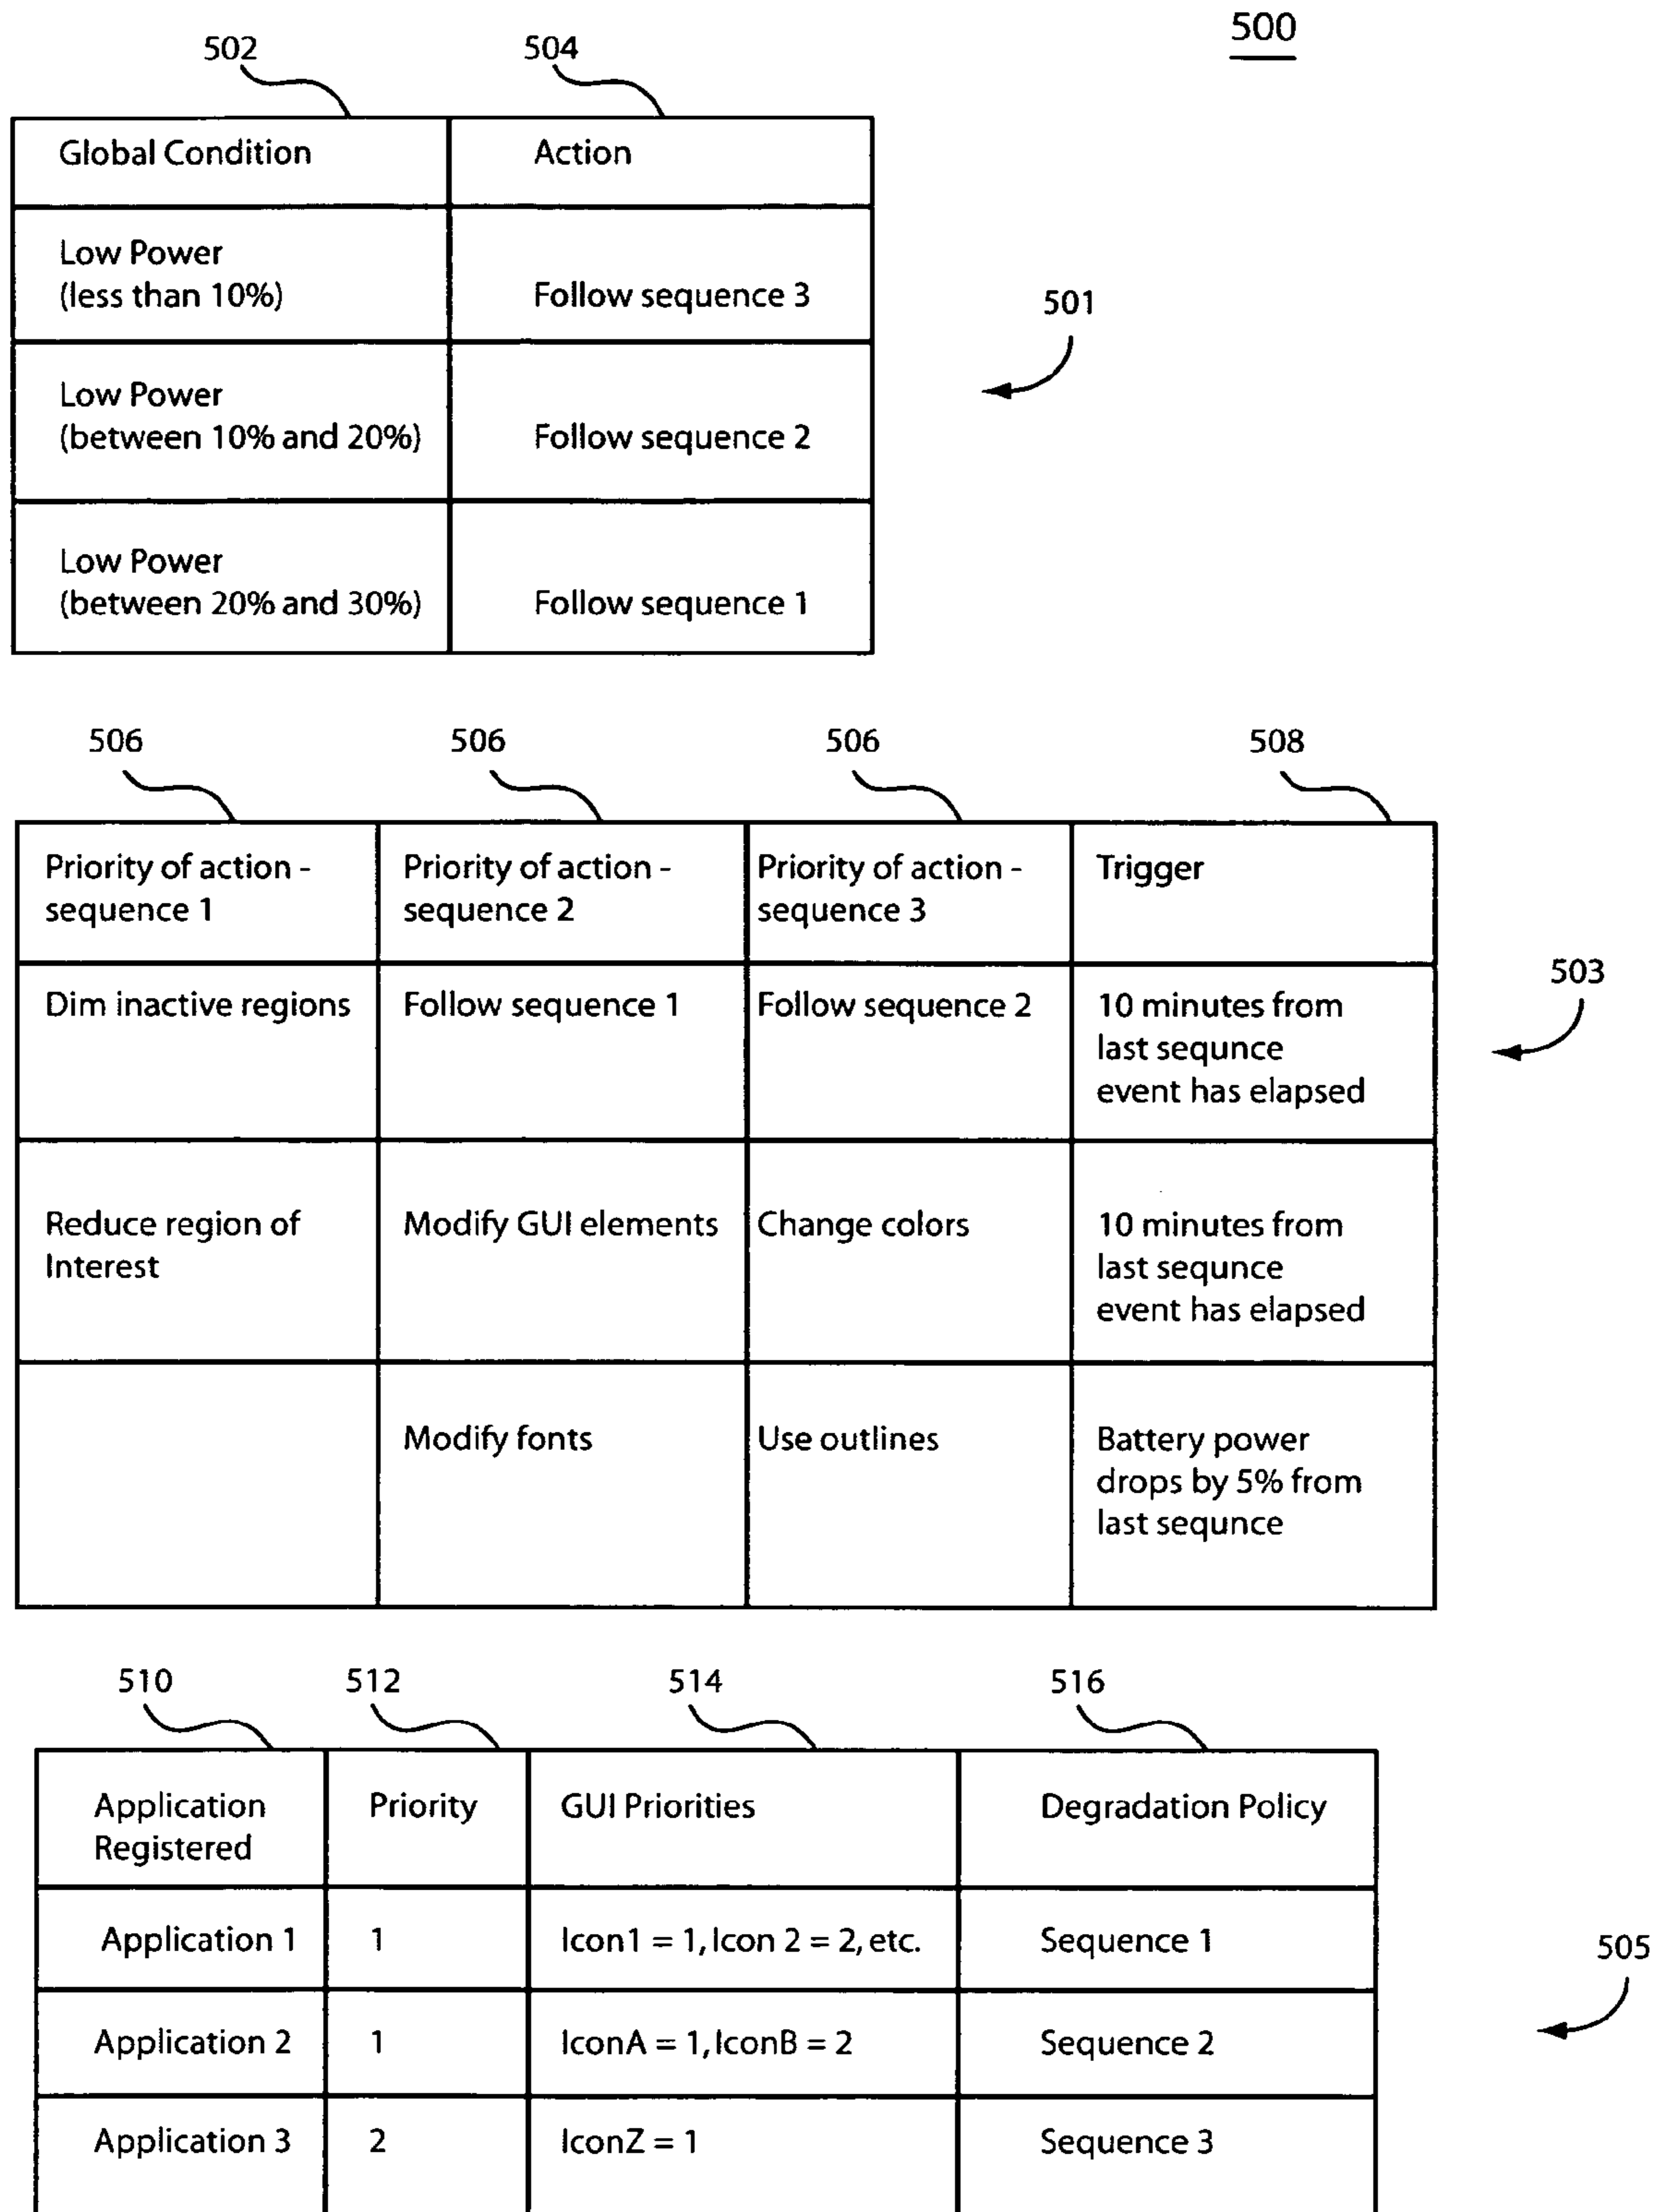 500
502
504
Global Condition
Action
Low Power
(less than 10%)
Follow sequence 3
501
Low Power
(between 10% and 20%)
Follow sequence 2
Low Power
(between 20% and 30%)
Follow sequence 1
506
506
506
508
Priority of action -
sequence 1
Priority of action -
sequence 2
Priority of action -
sequence 3
Trigger
503
Dim inactive regions
Follow sequence 1
Follow sequence 2
10 minutes from
last sequnce
event has elapsed
Reduce region of
Interest
Modify GUI elements
Change colors
10 minutes from
last sequnce
event has elapsed
Modify fonts
Use outlines
Battery power
drops by 5% from
last sequnce
510
512
514
516
Application
Registered
Priority
GUI Priorities
Degradation Policy
Application 1
1
Icon1 = 1, Icon 2 = 2, etc.
Sequence 1
505
Application 2
1
IconA = 1, IconB = 2
Sequence 2
Application 3
2
IconZ = 1
Sequence 3